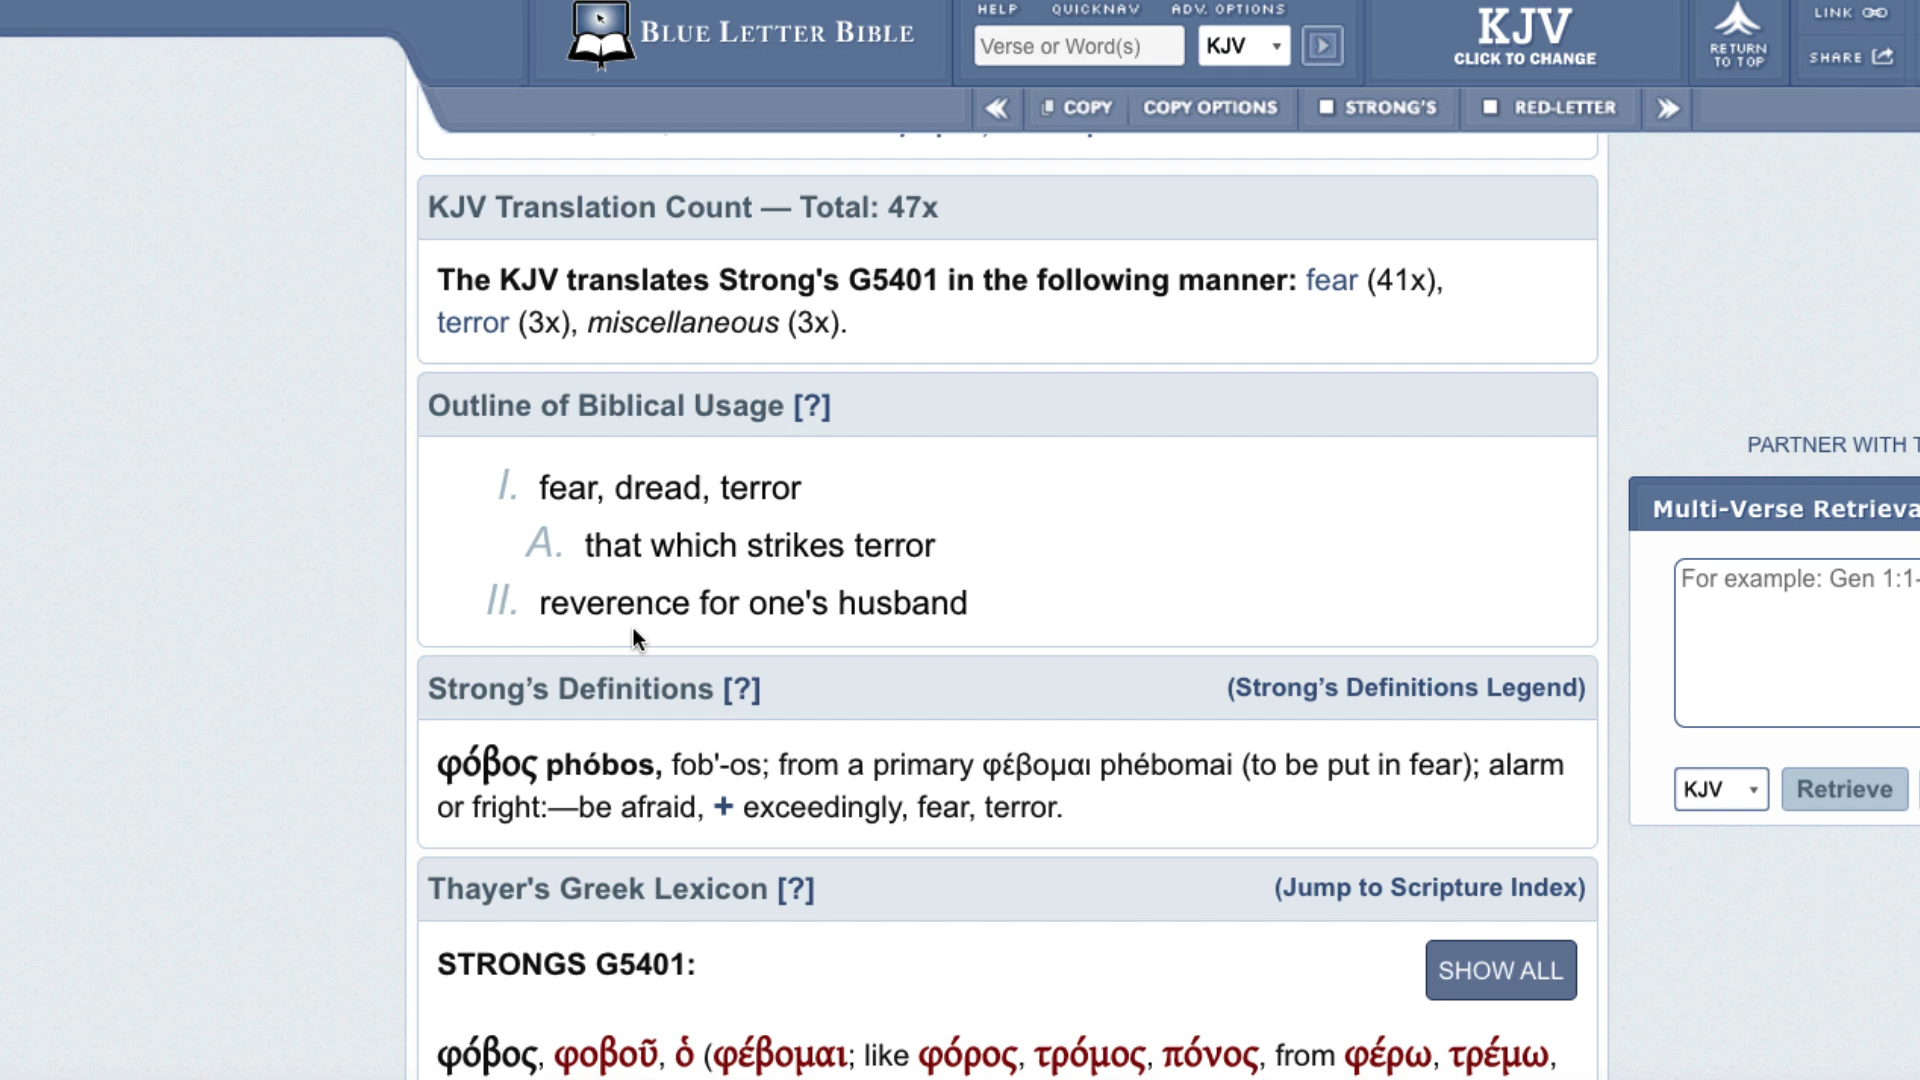 HELP QUICKNAV ADV. OPTIONS
BLUE LETTER BIBLE
Verse or Word(s)
KJV
KJV
CLICK TO CHANGE
RETURN
TO TOP
LINK
SHARE
COPY COPY OPTIONS STRONG'S RED-LETTER
KJV Translation Count — Total: 47x
The KJV translates Strong's G5401 in the following manner: fear (41x),
terror (3x), miscellaneous (3x).
Outline of Biblical Usage [?]
I. fear, dread, terror
A. that which strikes terror
II. reverence for one's husband
PARTNER WITH
Multi-Verse Retrieva
For example: Gen 1:1-
KJV
Retrieve
Strong’s Definitions [?] (Strong’s Definitions Legend)
φόβος phóbos, fob'-os; from a primary φέβομαι phébomai (to be put in fear); alarm
or fright:—be afraid, + exceedingly, fear, terror.
Thayer's Greek Lexicon [?] (Jump to Scripture Index)
STRONGS G5401:
SHOW ALL
φόβος, φοβοῦ, ὁ (φέβομαι; like φόρος, τρόμος, πόνος, from φέρω, τρέμω,